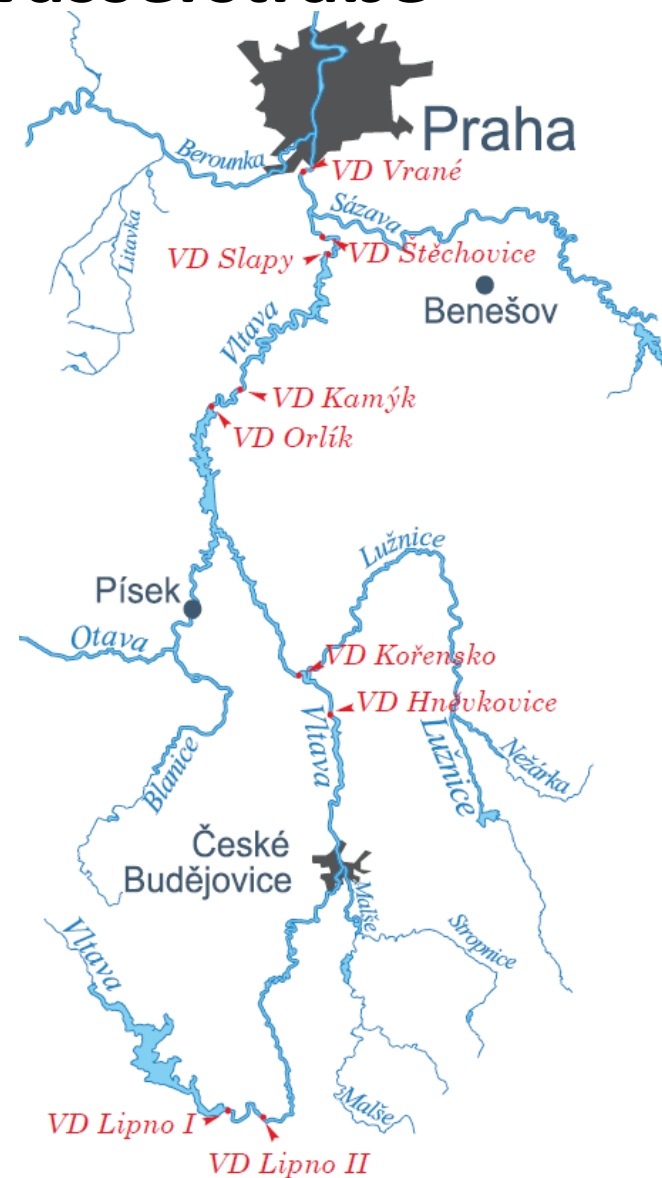 Praha
Berounka
VD Vrané
Sázava
Litavka
VD Slapy
VD Štěchovice
Benešov
Vltava
VD Kamýk
VD Orlík
Lužnice
Písek
Otava
VD Kořensko
VD Hněvkovice
Vltava
Lužnice
Nežárka
Blanice
České
Budějovice
Malše
Stropnice
Vltava
Malše
VD Lipno I
VD Lipno II